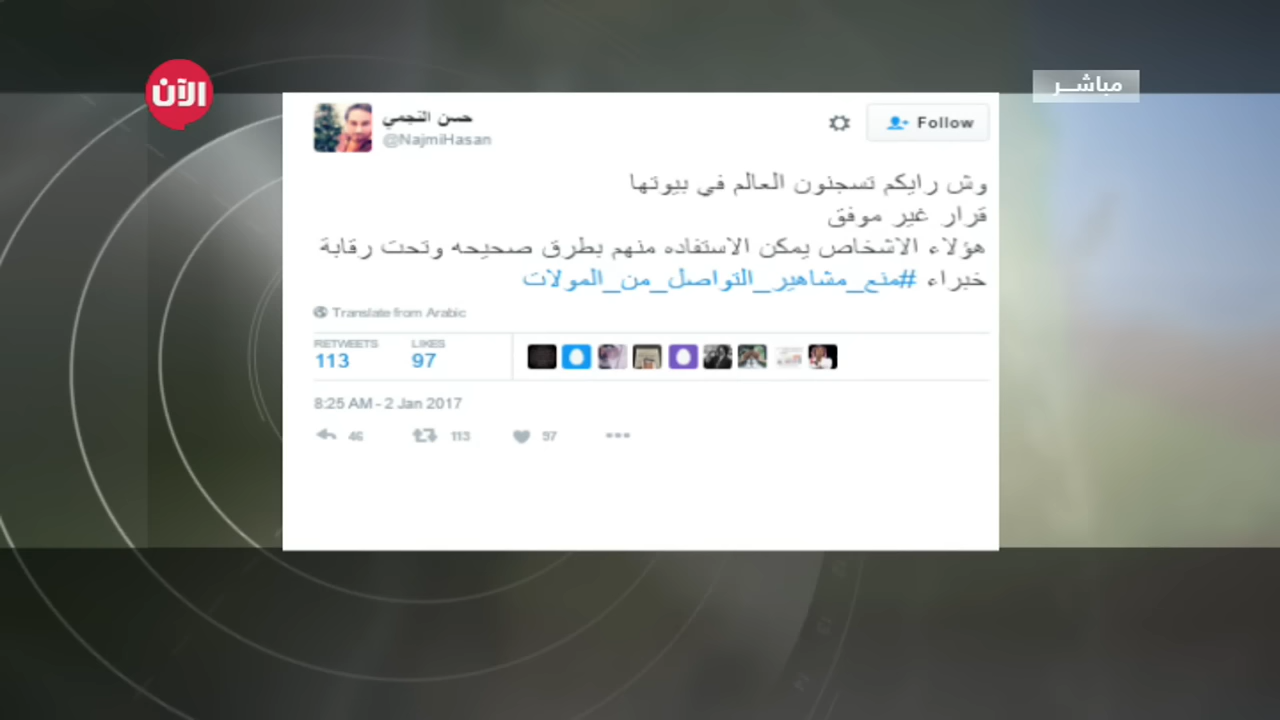 الآن
مباشر
حسن النجمي
@NajmiHasan
Follow
وش رايكم تسجنون العالم في بيوتها
قرار غير موفق
هؤلاء الاشخاص يمكن الاستفاده منهم بطرق صحيحه وتحت رقابة
خبراء #منع_مشاهير_التواصل_من_المولات
Translate from Arabic
RETWEETS LIKES
113 97
8:25 AM - 2 Jan 2017
46 113 97